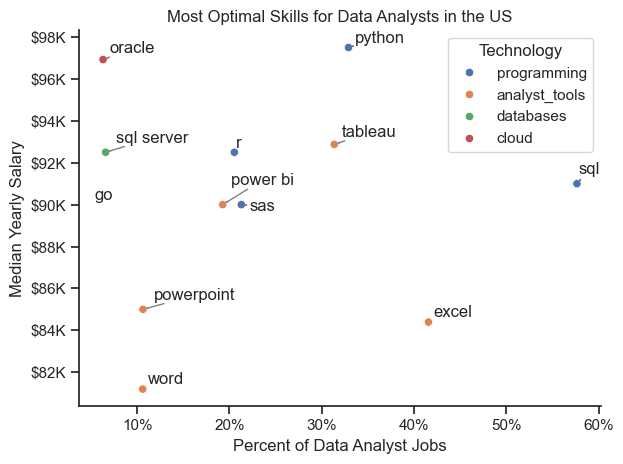 Most Optimal Skills for Data Analysts in the US
$98K
$96K
$94K
$92K
$90K
$88K
$86K
$84K
$82K
Median Yearly Salary
oracle
python
Technology
programming
analyst_tools
databases
cloud
sql server
r
tableau
sql
go
power bi
sas
powerpoint
excel
word
10%
20%
30%
40%
50%
60%
Percent of Data Analyst Jobs